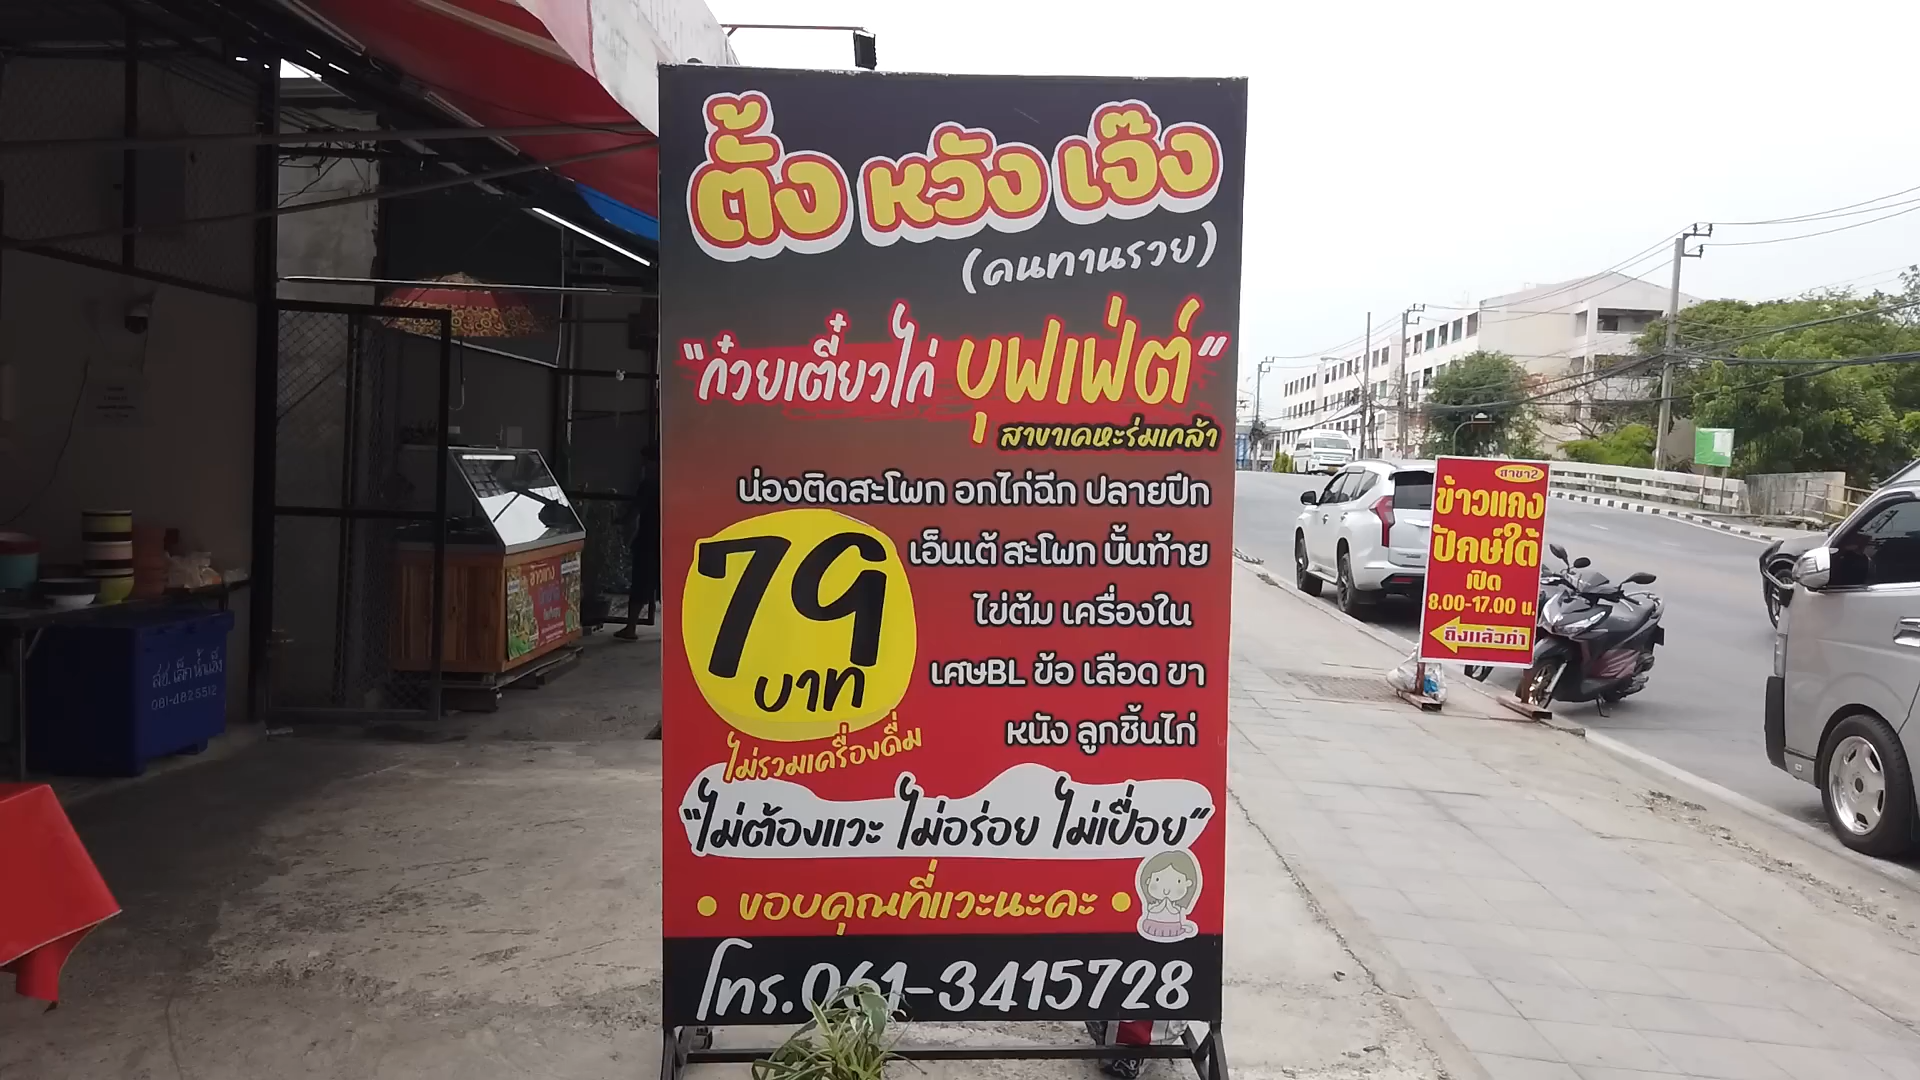 ตั้ง หวัง เจ๊ง
(คนทานรวย)
"ก๋วยเตี๋ยวไก่ บุฟเฟ่ต์"
สาขาเคหะร่มเกล้า
น่องติดสะโพก อกไก่ฉีก ปลายปีก
เอ็นเต้ สะโพก บั้นท้าย
ไข่ต้ม เครื่องใน
เศษBL ข้อ เลือด ขา
หนัง ลูกชิ้นไก่
79
บาท
ไม่รวมเครื่องดื่ม
"ไม่ต้องแวะ ไม่อร่อย ไม่เปื่อย"
• ขอบคุณที่แวะนะคะ •
โทร.061-3415728
สาขา2
ข้าวแกง
ปักษ์ใต้
เปิด
8.00-17.00 น.
ถึงแล้วค่ำ
081-4825512